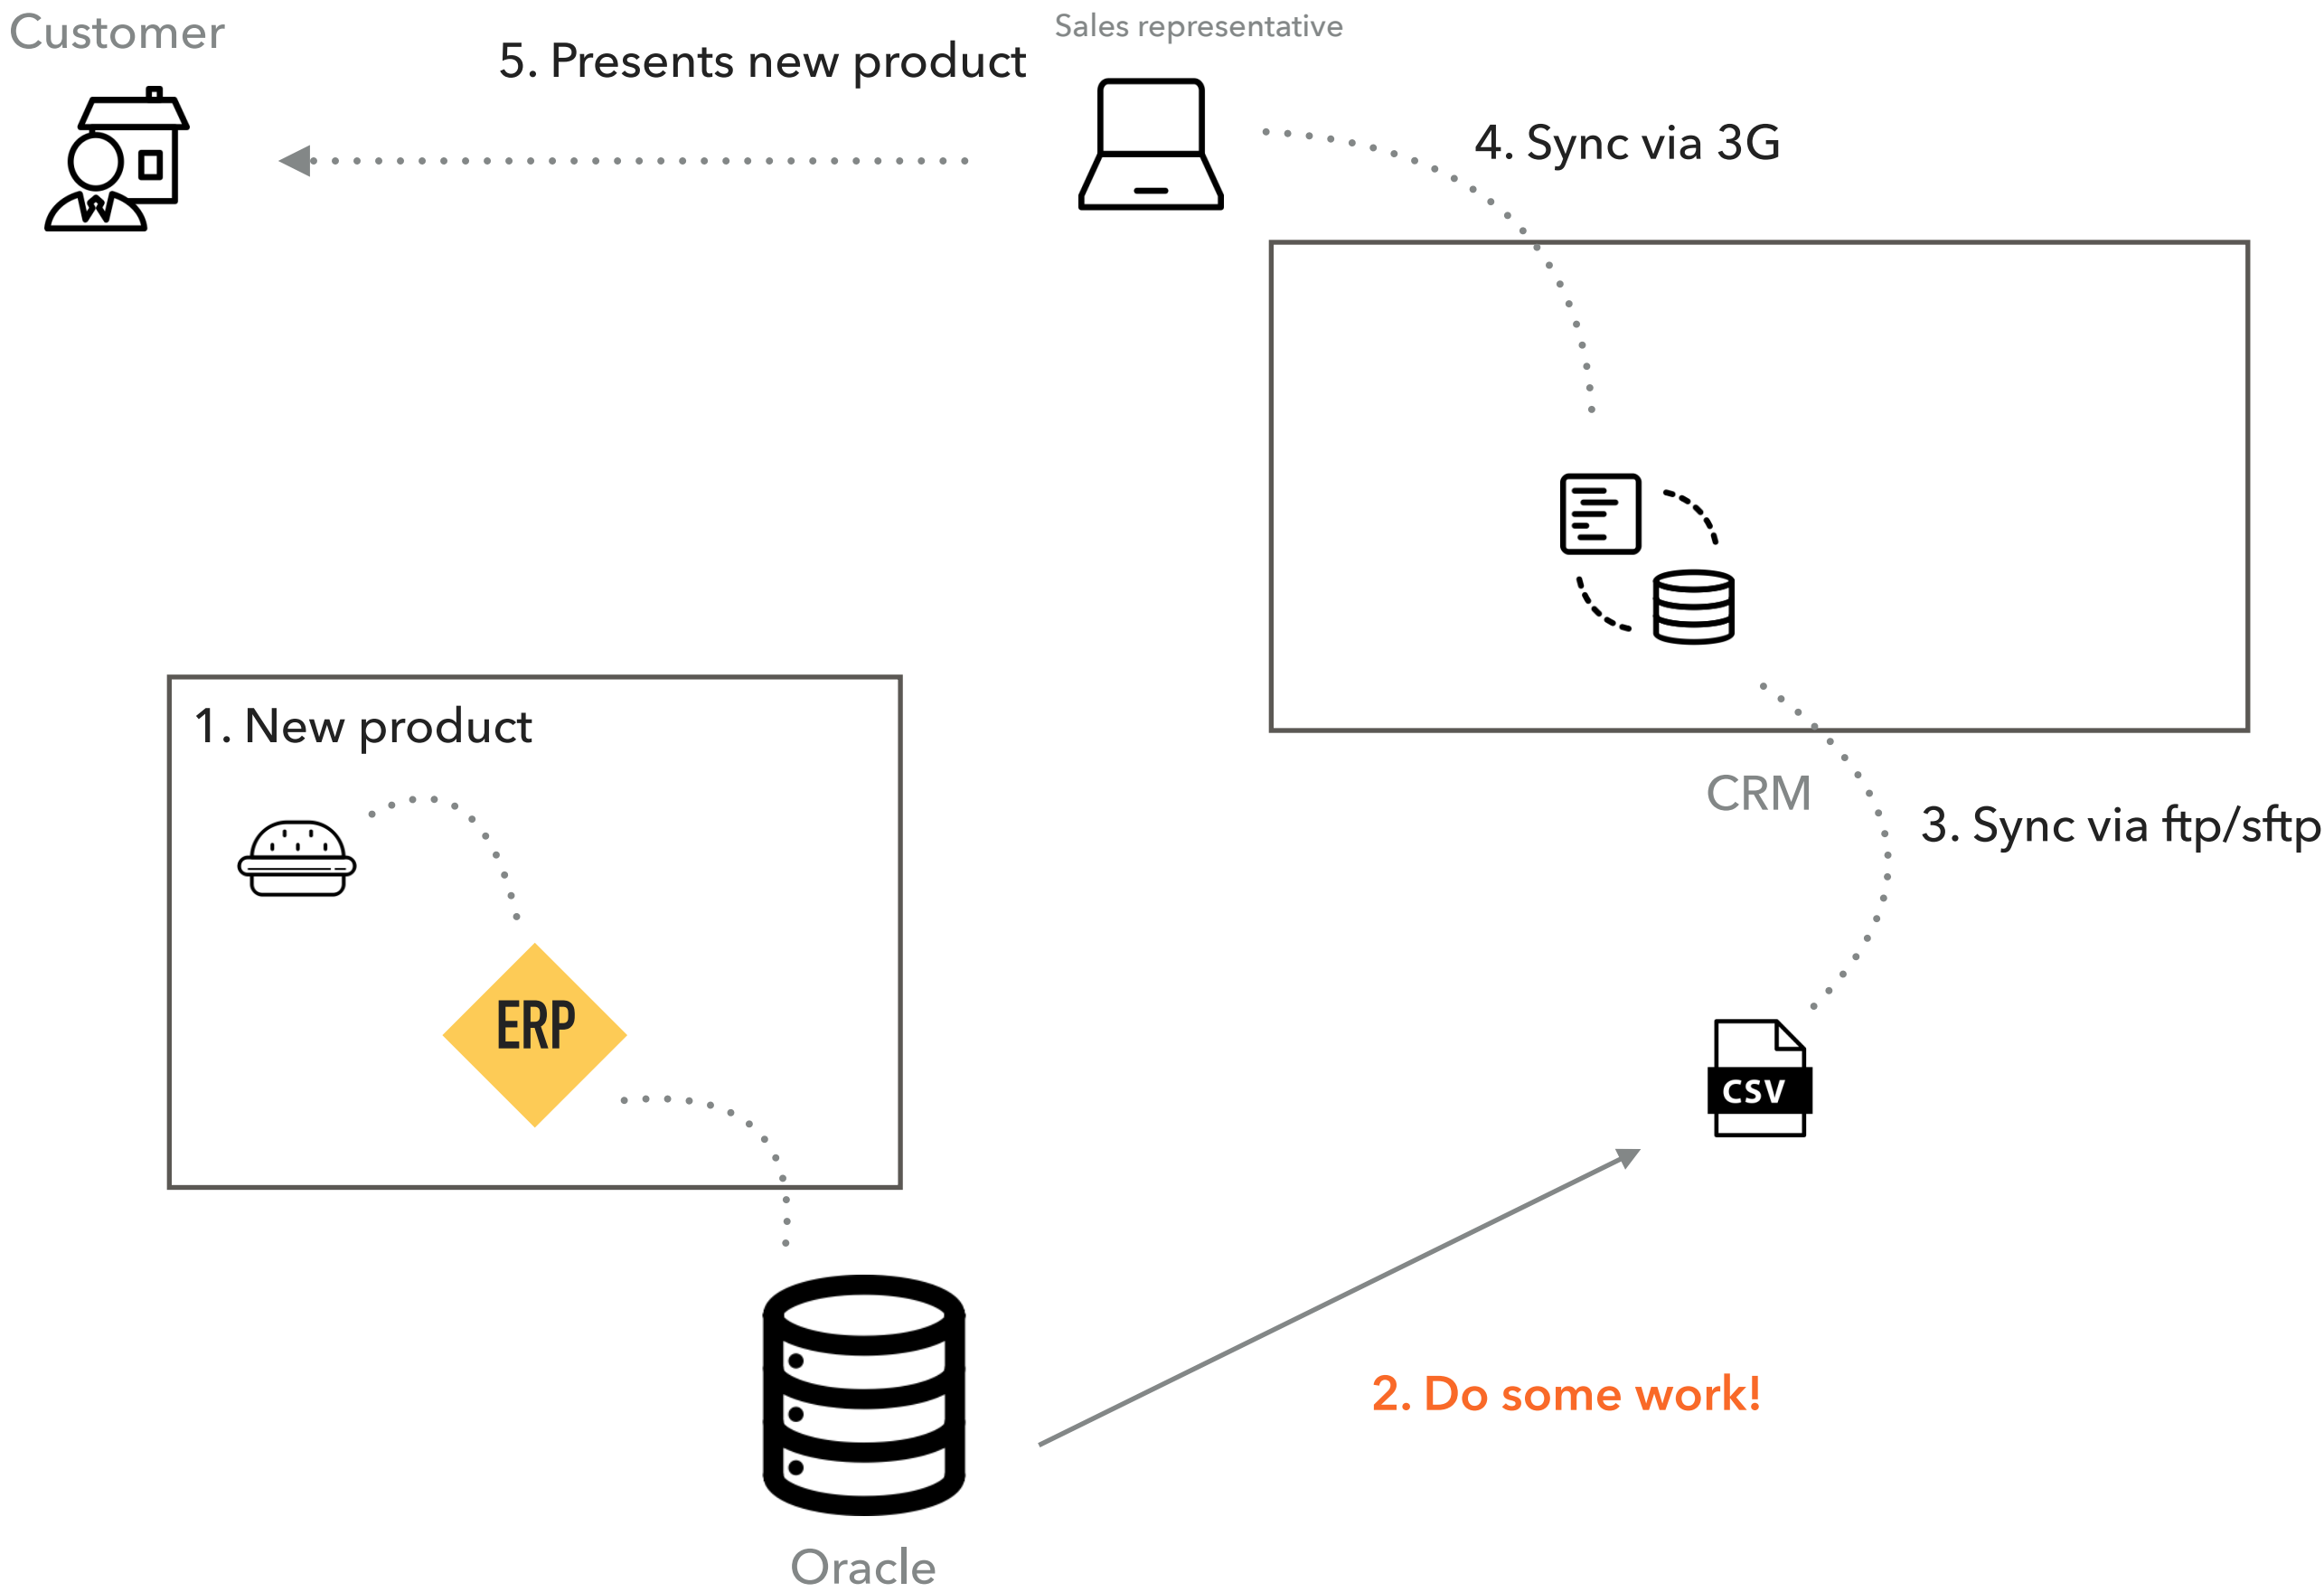 Customer
5. Presents new product
Sales representative
4. Sync via 3G
1. New product
CRM
3. Sync via ftp/sftp
ERP
CSV
2. Do some work!
Oracle